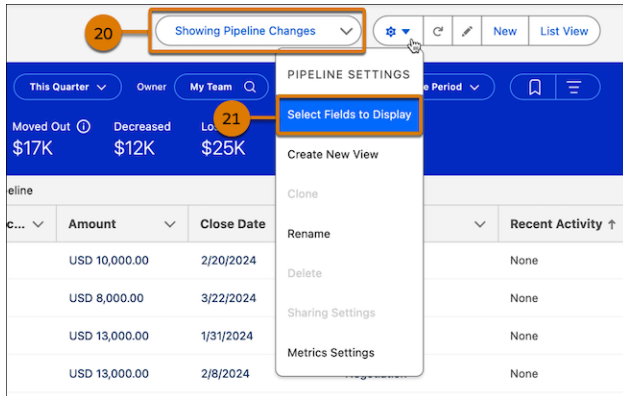 20
Showing Pipeline Changes
New
List View
This Quarter
Owner
My Team
e Period
PIPELINE SETTINGS
21
Select Fields to Display
Create New View
Clone
Rename
Delete
Sharing Settings
Metrics Settings
Moved Out
Decreased
Lo
$17K
$12K
$25K
eline
c...
Amount
Close Date
Recent Activity
USD 10,000.00
2/20/2024
None
USD 8,000.00
3/22/2024
None
USD 13,000.00
1/31/2024
None
USD 13,000.00
2/8/2024
Negotiation
None